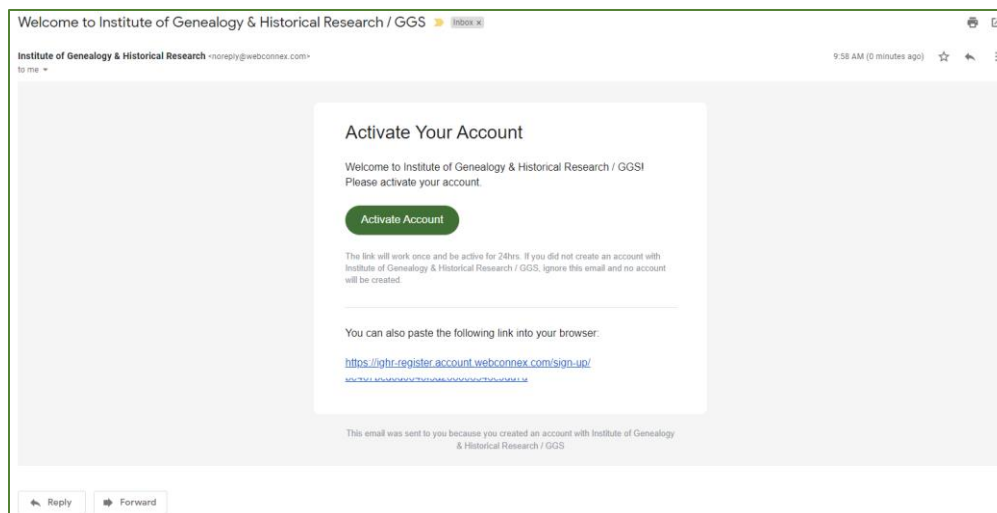 Welcome to Institute of Genealogy & Historical Research / GGS Inbox x
Institute of Genealogy & Historical Research <noreply@webconnex.com> 9:58 AM (0 minutes ago)
to me
Activate Your Account
Welcome to Institute of Genealogy & Historical Research / GGS!
Please activate your account.
Activate Account
The link will work once and be active for 24hrs. If you did not create an account with
Institute of Genealogy & Historical Research / GGS, ignore this email and no account
will be created.
You can also paste the following link into your browser:
https://ighr-register.account.webconnex.com/sign-up/
This email was sent to you because you created an account with Institute of Genealogy
& Historical Research / GGS
Reply Forward